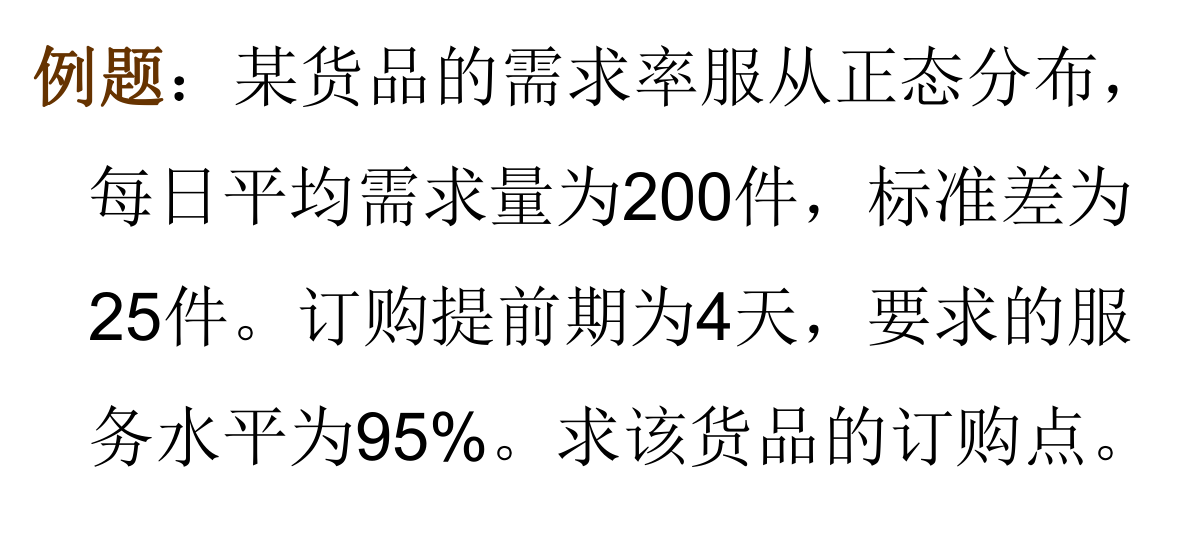 例题：某货品的需求率服从正态分布，
每日平均需求量为200件，标准差为
25件。订购提前期为4天，要求的服
务水平为95%。求该货品的订购点。